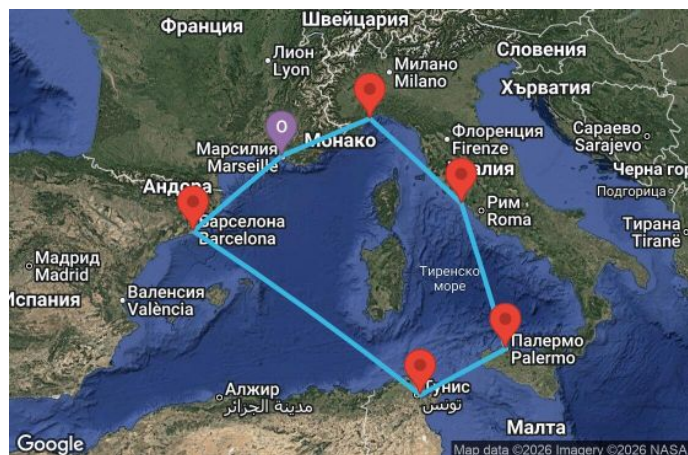 Франция
Швейцария
Лион
Lyon
Милано
Milano
Словения
Хърватия
О
Марсилия
Marseille
Монако
Флоренция
Firenze
Сараево
Sarajevo
Черна гор
Подгорица
Андора
Рим
Roma
Тирана
Tiranë
Барселона
Barcelona
Мадрид
Madrid
Испания
Валенсия
València
Тиренско
море
Палермо
Palermo
Тунис
تونس
Алжир
مدينة الجزائر
Малта
Google
Map data ©2026 Imagery ©2026 NASA